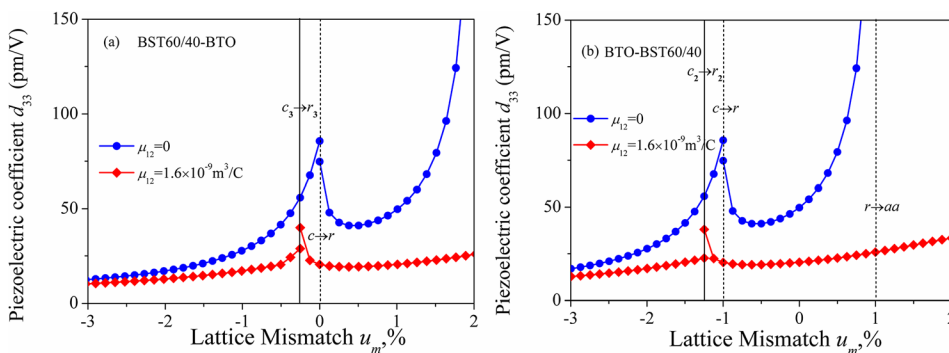 (a) BST60/40-BTO
c₃→r₃
μ₁₂=0
μ₁₂=1.6×10⁻⁹m³/C
c→r
Piezoelectric coefficient d₃₃ (pm/V)
150
100
50
0
-3 -2 -1 0 1 2
Lattice Mismatch uₘ,%
(b) BTO-BST60/40
c₂→r₂
c→r
μ₁₂=0
μ₁₂=1.6×10⁻⁹m³/C
r→aa
Piezoelectric coefficient d₃₃ (pm/V)
150
100
50
0
-3 -2 -1 0 1 2
Lattice Mismatch uₘ,%